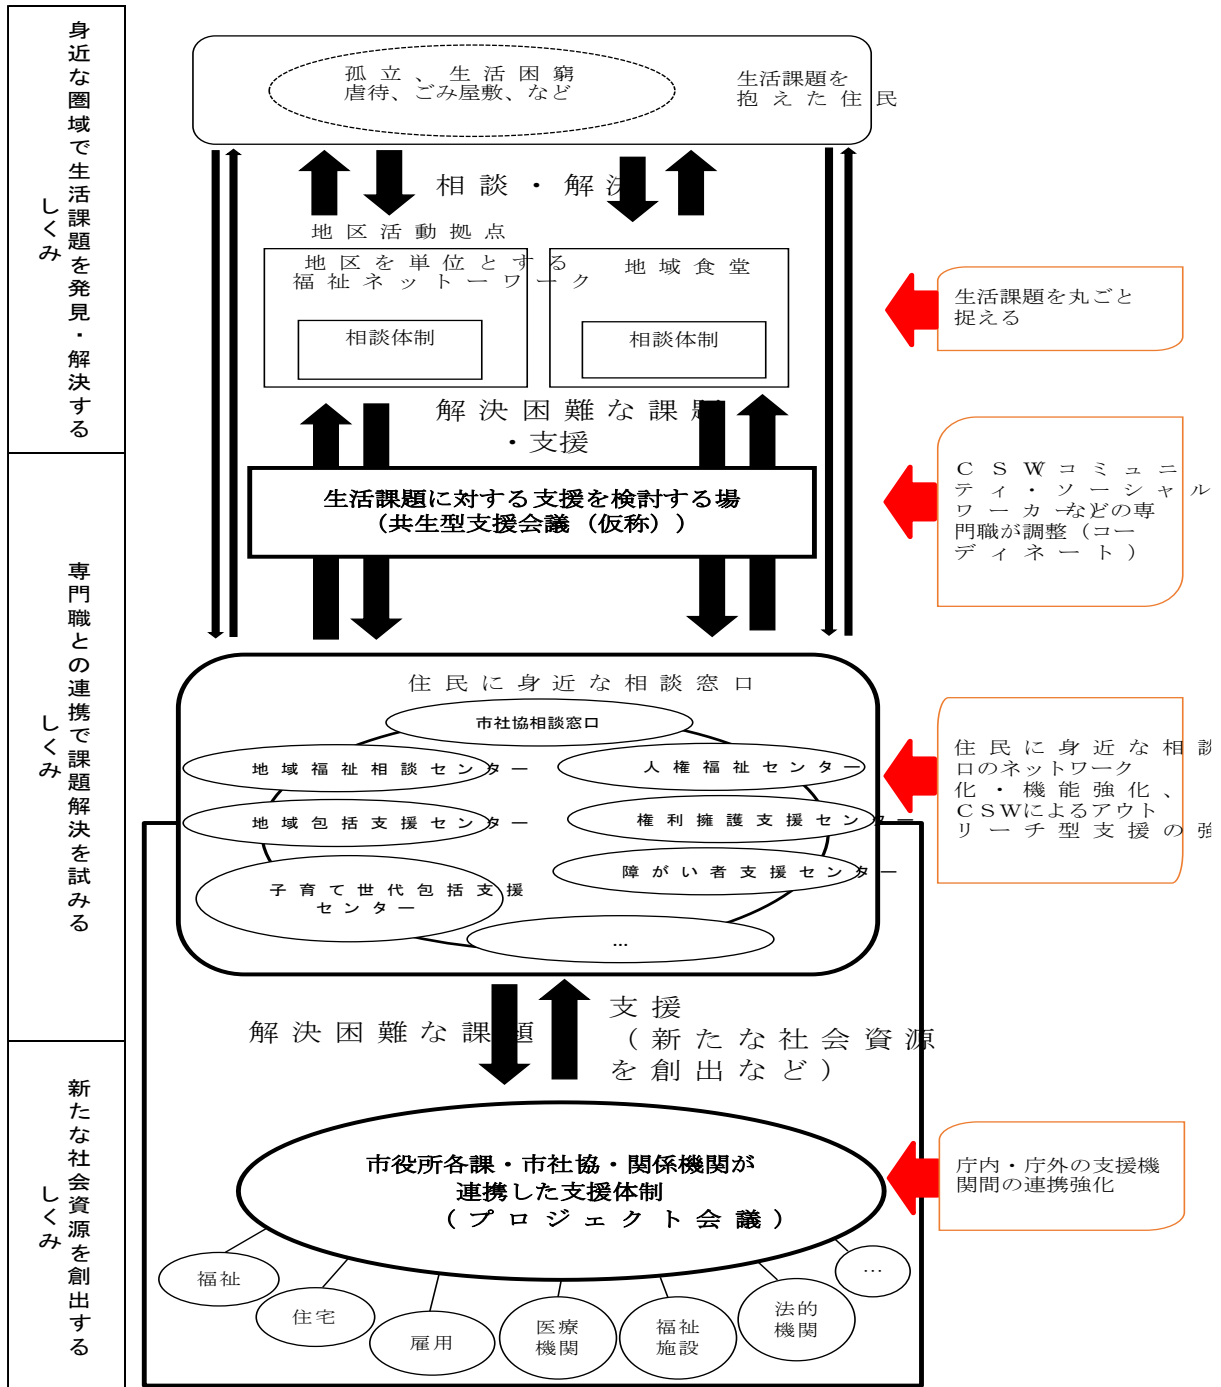 身近な圏域で生活課題を発見・解決する
しくみ
専門職との連携で課題解決を試みる
しくみ
新たな社会資源を創出する
しくみ
孤立、生活困窮
虐待、ごみ屋敷、など
生活課題を
抱えた住民
相談・解決
地区活動拠点
地区を単位とする
福祉ネットーワーク
相談体制
地域食堂
相談体制
生活課題を丸ごと
捉える
解決困難な課題
・支援
生活課題に対する支援を検討する場
（共生型支援会議（仮称））
CSW(コミュニ
ティ・ソーシャル
ワーカーなどの専
門職が調整（コー
ディネート）
住民に身近な相談窓口
市社協相談窓口
地域福祉相談センター
人権福祉センター
地域包括支援センター
権利擁護支援センター
子育て世代包括支援
センター
障がい者支援センター
…
住民に身近な相談
口のネットワーク
化・機能強化、
CSWによるアウト
リーチ型支援の強
解決困難な課題
支援
（新たな社会資源
を創出など）
市役所各課・市社協・関係機関が
連携した支援体制
（プロジェクト会議）
庁内・庁外の支援機
関間の連携強化
福祉
住宅
雇用
医療
機関
福祉
施設
法的
機関
…